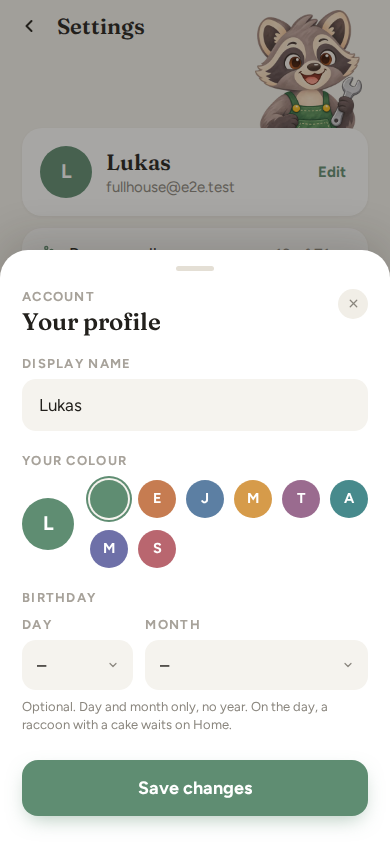 Settings
L
Lukas
fullhouse@e2e.test
Edit
ACCOUNT
Your profile
DISPLAY NAME
Lukas
YOUR COLOUR
L
E J M T A
M S
BIRTHDAY
DAY MONTH
– –
Optional. Day and month only, no year. On the day, a
raccoon with a cake waits on Home.
Save changes